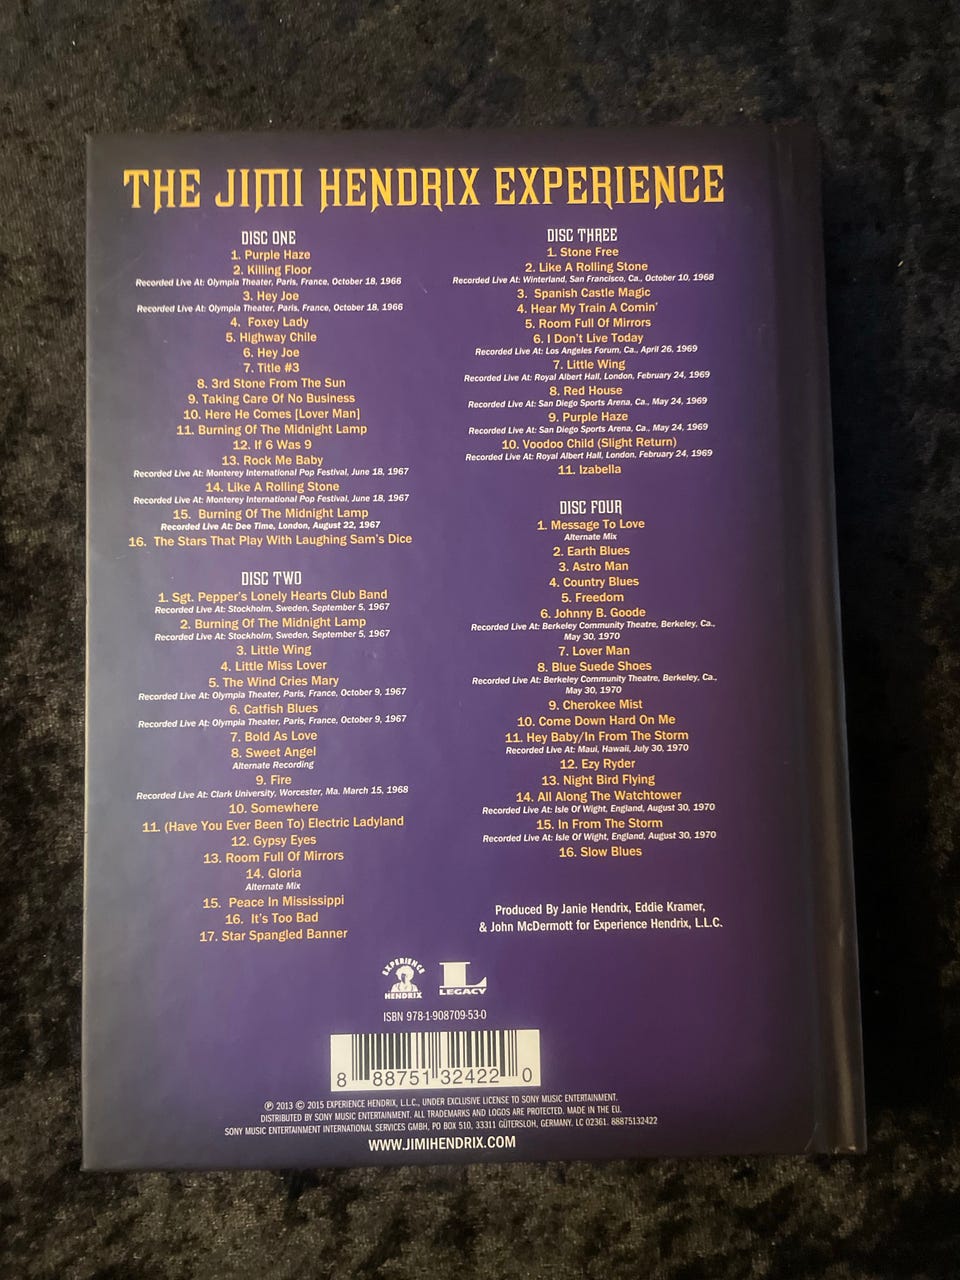 THE JIMI HENDRIX EXPERIENCE
DISC ONE
1. Purple Haze
2. Killing Floor
Recorded Live At: Olympia Theater, Paris, France, October 18, 1966
3. Hey Joe
Recorded Live At: Olympia Theater, Paris, France, October 18, 1966
4. Foxey Lady
5. Highway Chile
6. Hey Joe
7. Title #3
8. 3rd Stone From The Sun
9. Taking Care Of No Business
10. Here He Comes [Lover Man]
11. Burning Of The Midnight Lamp
12. If 6 Was 9
13. Rock Me Baby
Recorded Live At: Monterey International Pop Festival, June 18, 1967
14. Like A Rolling Stone
Recorded Live At: Monterey International Pop Festival, June 18, 1967
15. Burning Of The Midnight Lamp
Recorded Live At: Dee Time, London, August 22, 1967
16. The Stars That Play With Laughing Sam's Dice
DISC TWO
1. Sgt. Pepper's Lonely Hearts Club Band
Recorded Live At: Stockholm, Sweden, September 5, 1967
2. Burning Of The Midnight Lamp
Recorded Live At: Stockholm, Sweden, September 5, 1967
3. Little Wing
4. Little Miss Lover
5. The Wind Cries Mary
Recorded Live At: Olympia Theater, Paris, France, October 9, 1967
6. Catfish Blues
Recorded Live At: Olympia Theater, Paris, France, October 9, 1967
7. Bold As Love
8. Sweet Angel
Alternate Recording
9. Fire
Recorded Live At: Clark University, Worcester, Ma. March 15, 1968
10. Somewhere
11. (Have You Ever Been To) Electric Ladyland
12. Gypsy Eyes
13. Room Full Of Mirrors
14. Gloria
Alternate Mix
15. Peace In Mississippi
16. It's Too Bad
17. Star Spangled Banner
DISC THREE
1. Stone Free
2. Like A Rolling Stone
Recorded Live At: Winterland, San Francisco, Ca., October 10, 1968
3. Spanish Castle Magic
4. Hear My Train A Comin'
5. Room Full Of Mirrors
6. I Don't Live Today
Recorded Live At: Los Angeles Forum, Ca., April 26, 1969
7. Little Wing
Recorded Live At: Royal Albert Hall, London, February 24, 1969
8. Red House
Recorded Live At: San Diego Sports Arena, Ca., May 24, 1969
9. Purple Haze
Recorded Live At: San Diego Sports Arena, Ca., May 24, 1969
10. Voodoo Child (Slight Return)
Recorded Live At: Royal Albert Hall, London, February 24, 1969
11. Izabella
DISC FOUR
1. Message To Love
Alternate Mix
2. Earth Blues
3. Astro Man
4. Country Blues
5. Freedom
6. Johnny B. Goode
Recorded Live At: Berkeley Community Theatre, Berkeley, Ca.,
May 30, 1970
7. Lover Man
8. Blue Suede Shoes
Recorded Live At: Berkeley Community Theatre, Berkeley, Ca.,
May 30, 1970
9. Cherokee Mist
10. Come Down Hard On Me
11. Hey Baby/In From The Storm
Recorded Live At: Maui, Hawaii, July 30, 1970
12. Ezy Ryder
13. Night Bird Flying
14. All Along The Watchtower
Recorded Live At: Isle Of Wight, England, August 30, 1970
15. In From The Storm
Recorded Live At: Isle Of Wight, England, August 30, 1970
16. Slow Blues
Produced By Janie Hendrix, Eddie Kramer,
& John McDermott for Experience Hendrix, L.L.C.
EXPERIENCE
HENDRIX
L
LEGACY
ISBN 978-1-908709-53-0
8 88751 32422 0
℗ 2013 © 2015 EXPERIENCE HENDRIX, L.L.C., UNDER EXCLUSIVE LICENSE TO SONY MUSIC ENTERTAINMENT.
DISTRIBUTED BY SONY MUSIC ENTERTAINMENT. ALL TRADEMARKS AND LOGOS ARE PROTECTED. MADE IN THE EU.
SONY MUSIC ENTERTAINMENT INTERNATIONAL SERVICES GMBH, PO BOX 510, 33311 GÜTERSLOH, GERMANY. LC 02361. 88875132422
WWW.JIMIHENDRIX.COM